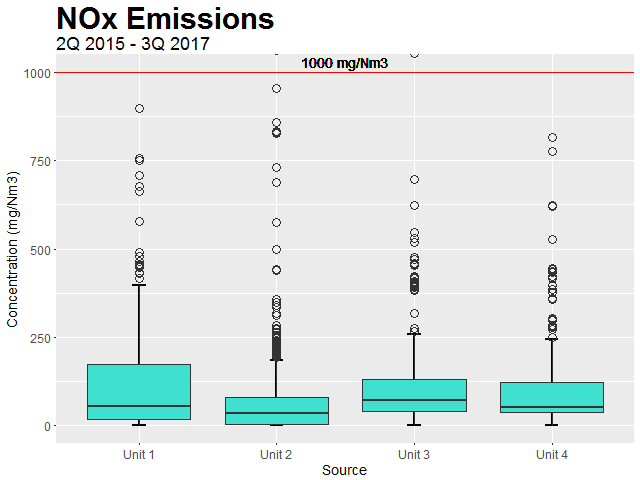 NOx Emissions
2Q 2015 - 3Q 2017
1000 mg/Nm3
1000
750
500
250
0
Concentration (mg/Nm3)
Unit 1 Unit 2 Unit 3 Unit 4
Source